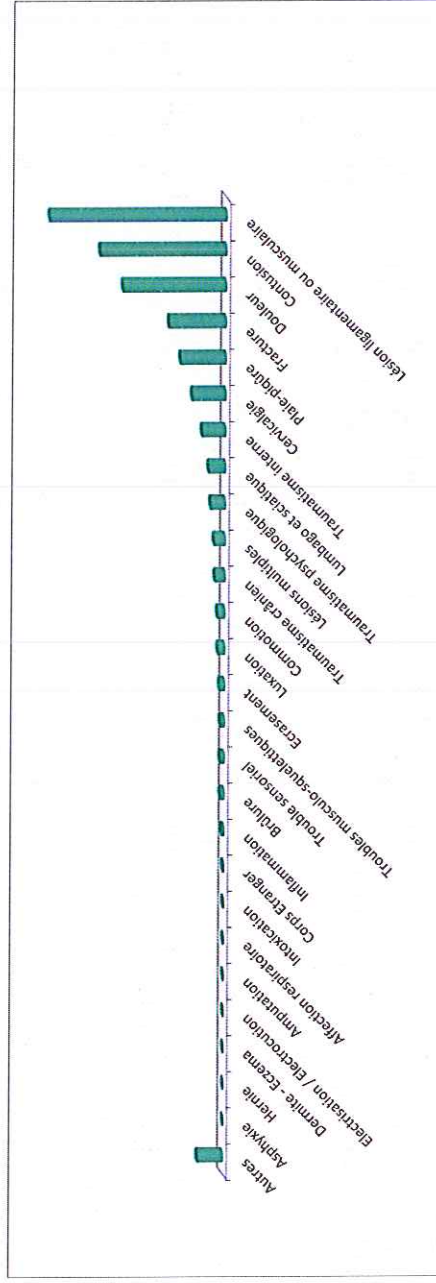 Lésion ligamentaire ou musculaire
Contusion
Douleur
Fracture
Plaie-piqûre
Cervicalgie
Traumatisme interne
Lumbago et sciatique
Traumatisme psychologique
Lésions multiples
Traumatisme crânien
Commotion
Luxation
Ecrasement
Troubles musculo-squelettiques
Trouble sensoriel
Brûlure
Inflammation
Corps Etranger
Intoxication
Affection respiratoire
Amputation
Electrisation / Electrocution
Dermite - Eczema
Hernie
Asphyxie
Autres